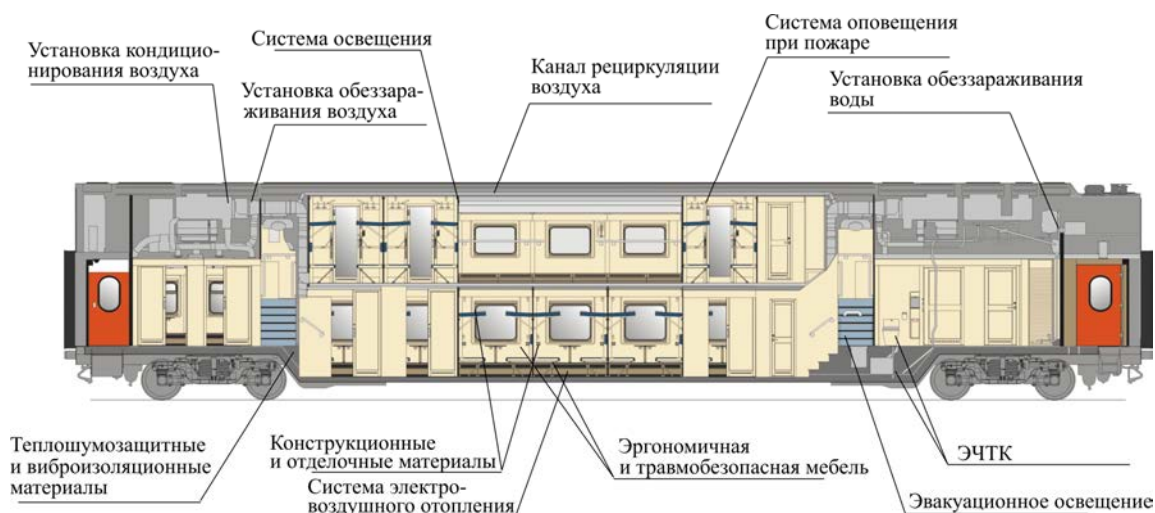 Установка кондицио-
нирования воздуха
Система освещения
Установка обеззара-
живания воздуха
Канал рециркуляции
воздуха
Система оповещения
при пожаре
Установка обеззараживания
воды
Теплошумозащитные
и виброизоляционные
материалы
Конструкционные
и отделочные материалы
Система электро-
воздушного отопления
Эргономичная
и травмобезопасная мебель
ЭЧТК
Эвакуационное освещение